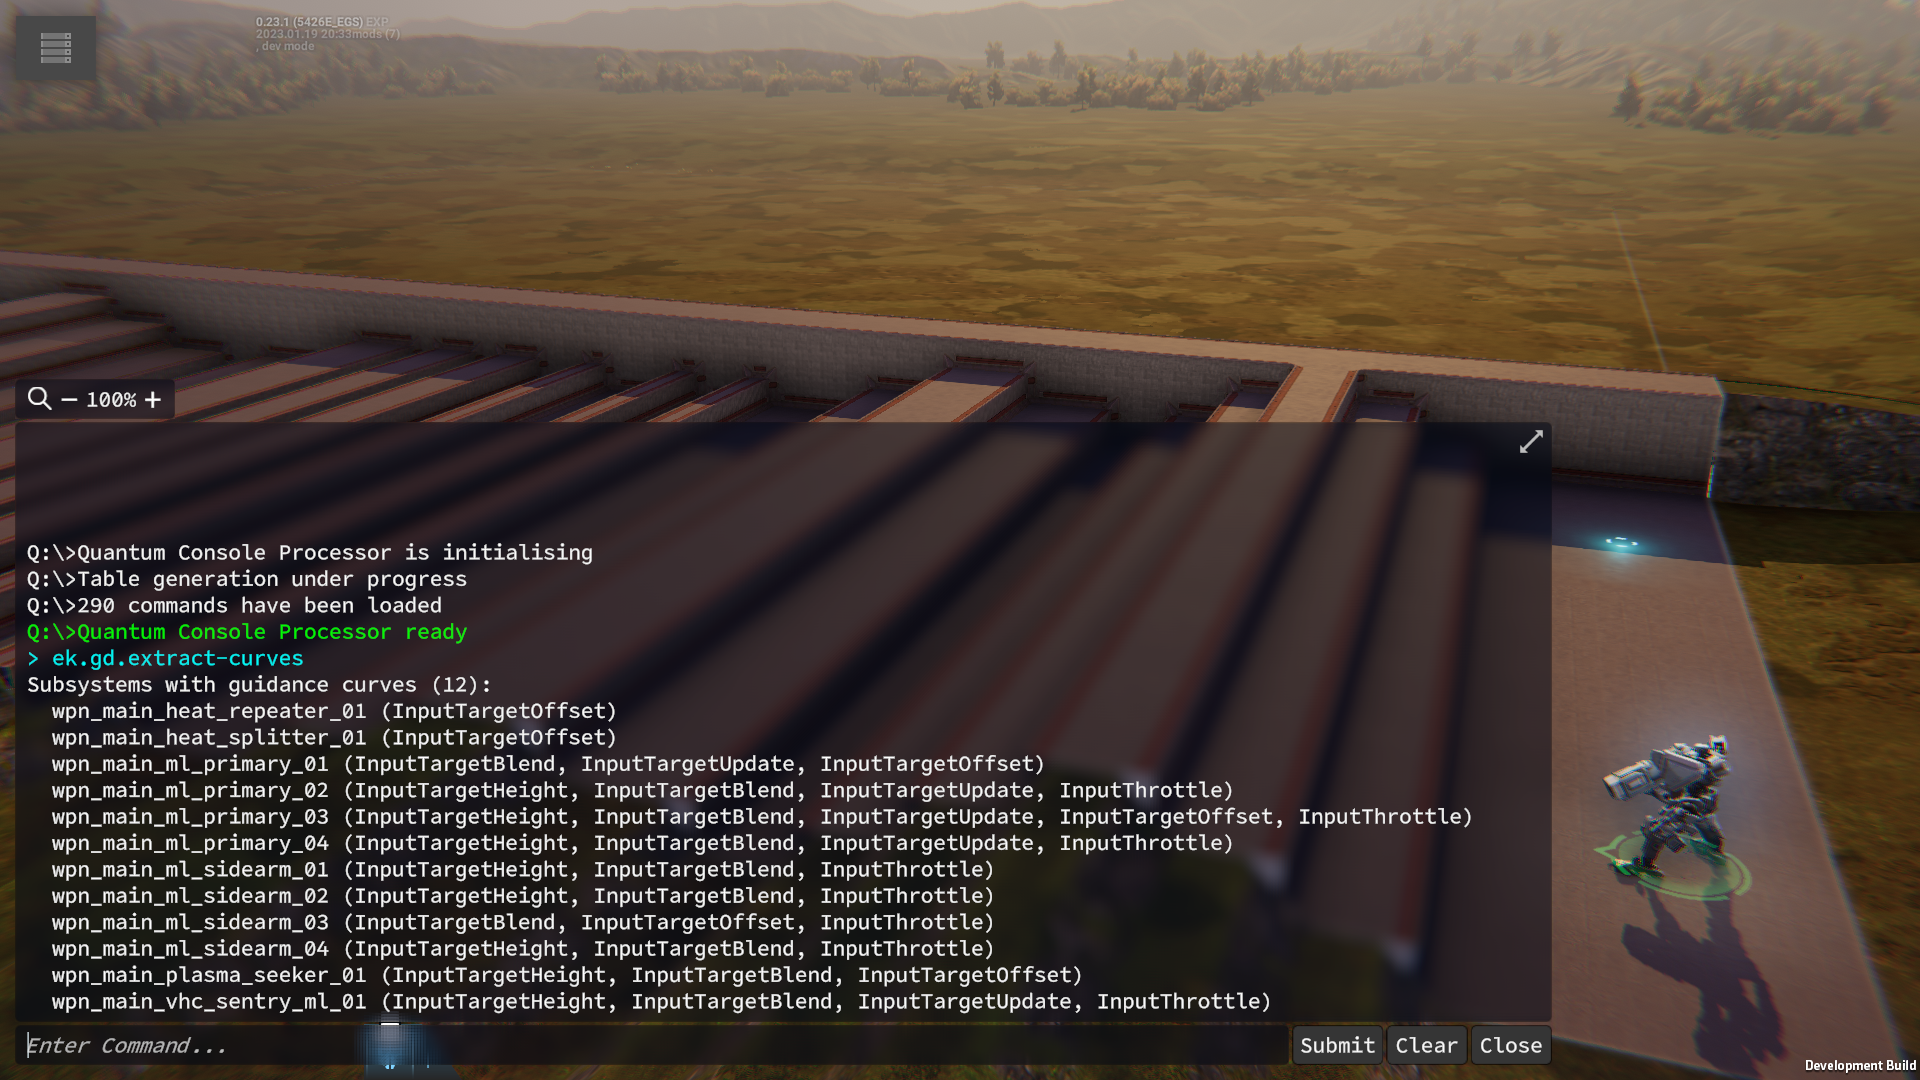 0.23.1 (5426E_EGS) EXP
2023.01.19 20:33mods (7)
, dev mode
100%
Q:\>Quantum Console Processor is initialising
Q:\>Table generation under progress
Q:\>290 commands have been loaded
Q:\>Quantum Console Processor ready
> ek.gd.extract-curves
Subsystems with guidance curves (12):
wpn_main_heat_repeater_01 (InputTargetOffset)
wpn_main_heat_splitter_01 (InputTargetOffset)
wpn_main_ml_primary_01 (InputTargetBlend, InputTargetUpdate, InputTargetOffset)
wpn_main_ml_primary_02 (InputTargetHeight, InputTargetBlend, InputTargetUpdate, InputThrottle)
wpn_main_ml_primary_03 (InputTargetHeight, InputTargetBlend, InputTargetUpdate, InputTargetOffset, InputThrottle)
wpn_main_ml_primary_04 (InputTargetHeight, InputTargetBlend, InputTargetUpdate, InputThrottle)
wpn_main_ml_sidearm_01 (InputTargetHeight, InputTargetBlend, InputThrottle)
wpn_main_ml_sidearm_02 (InputTargetHeight, InputTargetBlend, InputThrottle)
wpn_main_ml_sidearm_03 (InputTargetBlend, InputTargetOffset, InputThrottle)
wpn_main_ml_sidearm_04 (InputTargetHeight, InputTargetBlend, InputThrottle)
wpn_main_plasma_seeker_01 (InputTargetHeight, InputTargetBlend, InputTargetOffset)
wpn_main_vhc_sentry_ml_01 (InputTargetHeight, InputTargetBlend, InputTargetUpdate, InputThrottle)
Enter Command...
Submit Clear Close
Development Build